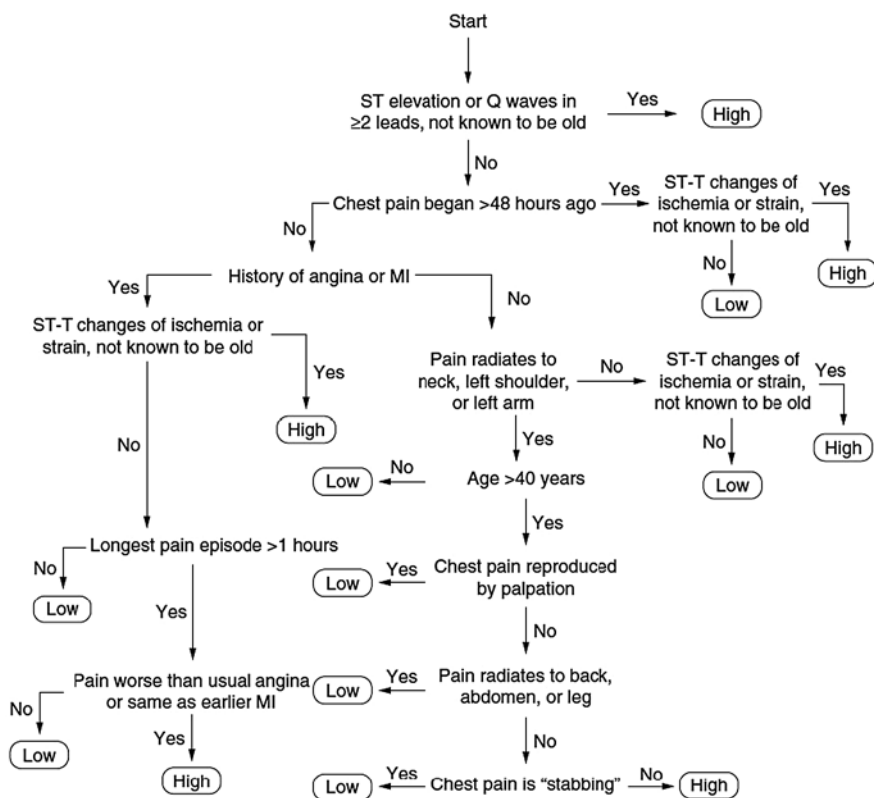 Start
ST elevation or Q waves in
≥2 leads, not known to be old
Yes
High
No
Chest pain began >48 hours ago
Yes
ST-T changes of
ischemia or strain,
not known to be old
Yes
No
High
Low
No
History of angina or MI
Yes
No
ST-T changes of ischemia or
strain, not known to be old
Yes
High
No
Pain radiates to
neck, left shoulder,
or left arm
No
ST-T changes of
ischemia or strain,
not known to be old
Yes
No
High
Low
Yes
Age >40 years
No
Low
Yes
Longest pain episode >1 hours
No
Low
Yes
Chest pain reproduced
by palpation
Yes
Low
No
Pain worse than usual angina
or same as earlier MI
No
Low
Yes
High
Pain radiates to back,
abdomen, or leg
Yes
Low
No
Chest pain is “stabbing”
Yes
Low
No
High